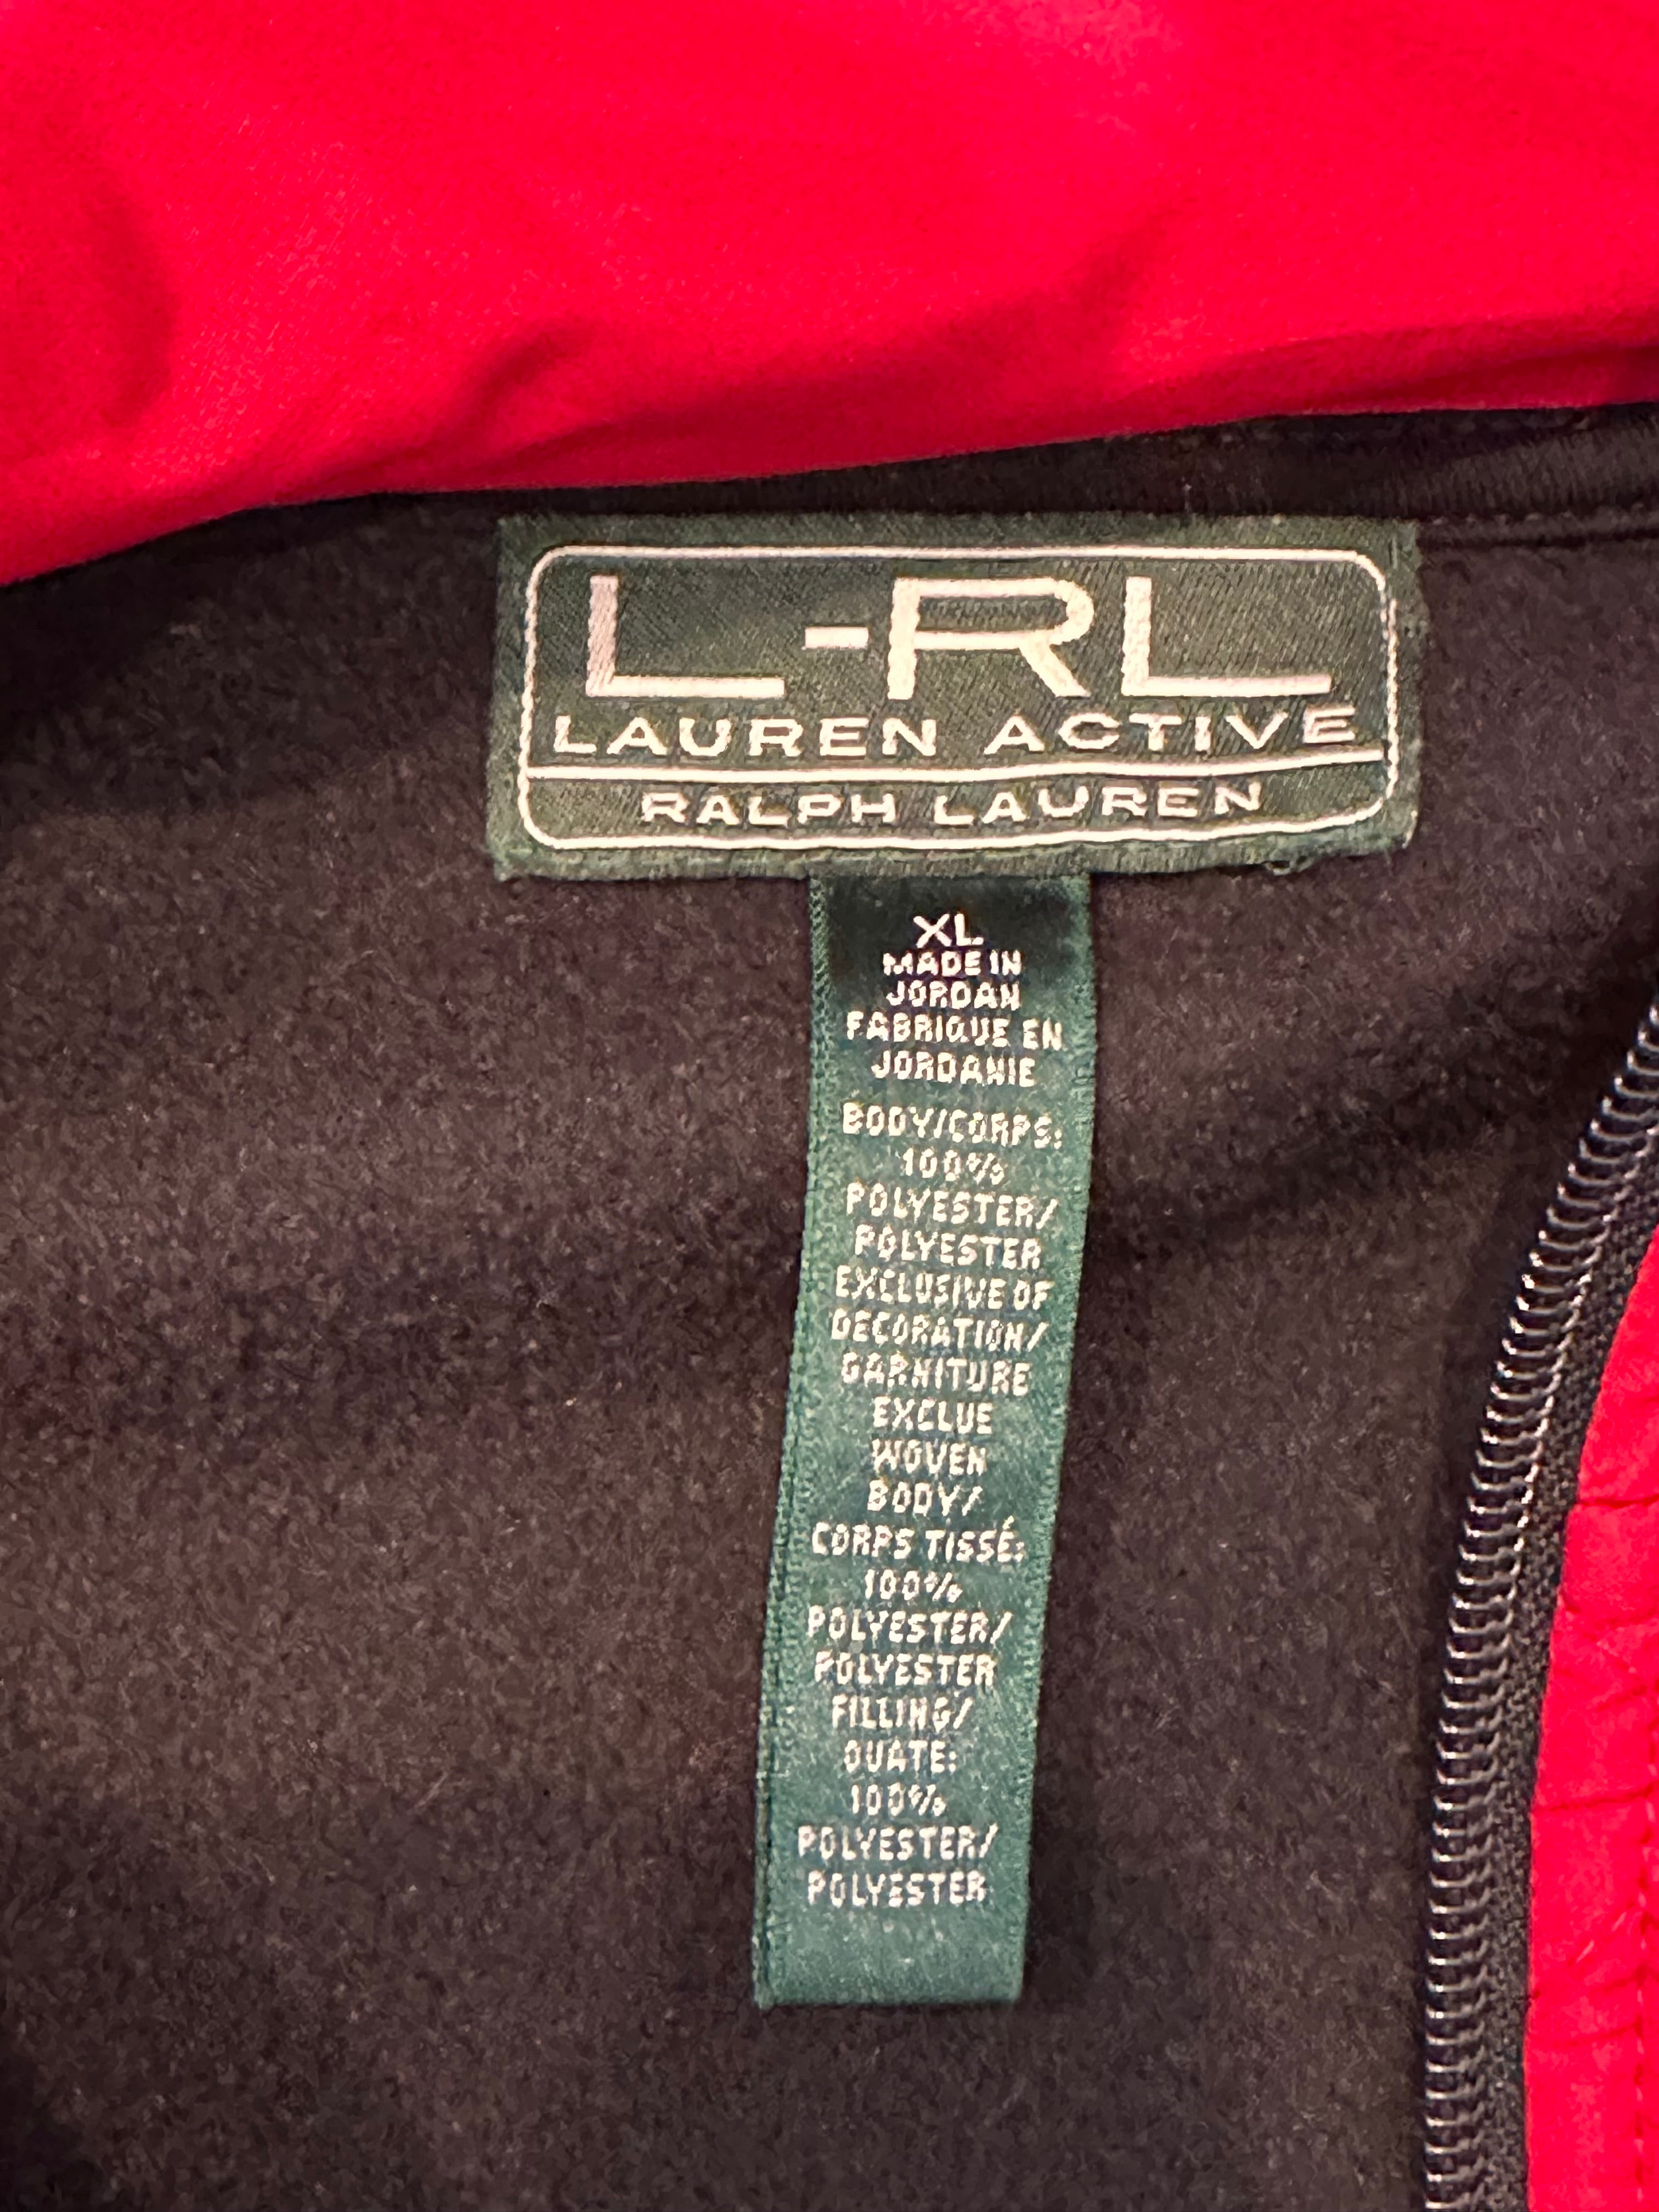 L-RL
LAUREN ACTIVE
RALPH LAUREN
XL
MADE IN
JORDAN
FABRIQUE EN
JORDANIE
BODY/CORPS:
100%
POLYESTER/
POLYESTER
EXCLUSIVE OF
DECORATION/
GARNITURE
EXCLUE
WOVEN
BODY/
CORPS TISSÉ:
100%
POLYESTER/
POLYESTER
FILLING/
OUATE:
100%
POLYESTER/
POLYESTER